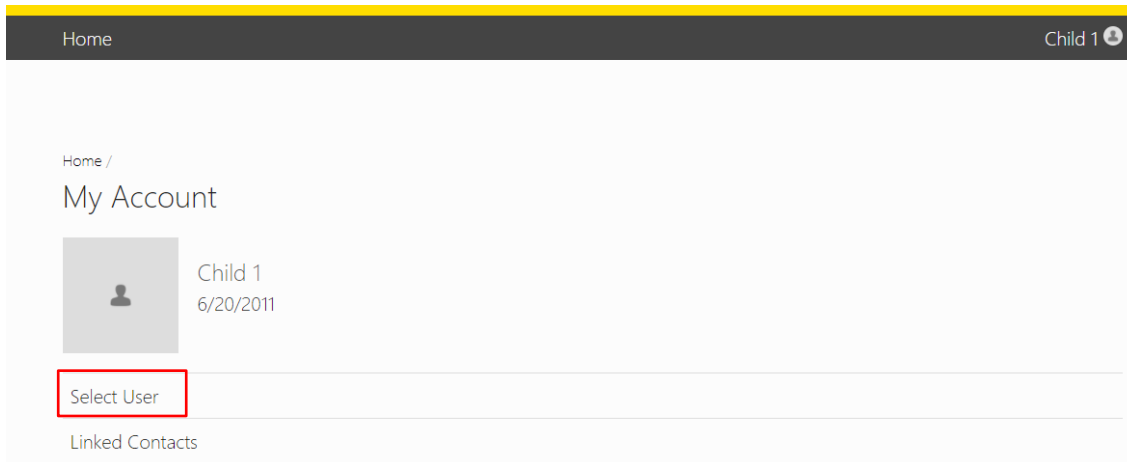 Home
Child 1
Home /
My Account
Child 1
6/20/2011
Select User
Linked Contacts